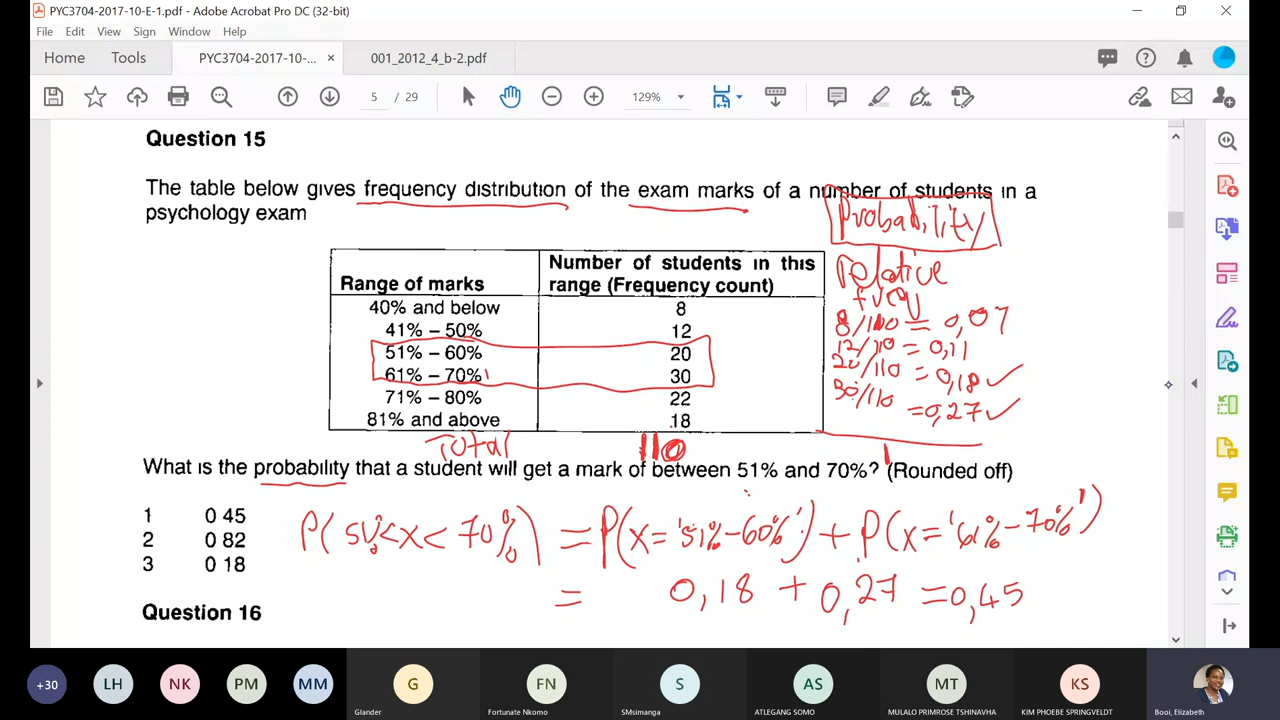 PYC3704-2017-10-E-1.pdf - Adobe Acrobat Pro DC (32-bit)
File Edit View Sign Window Help
Home Tools PYC3704-2017-10-... × 001_2012_4_b-2.pdf
5 / 29 129%
Question 15
The table below gives frequency distribution of the exam marks of a number of students in a
psychology exam
Probability
relative
freq
Range of marks Number of students in this range (Frequency count)
40% and below 8 8/110 = 0,07
41% – 50% 12 12/110 = 0,11
51% – 60% 20 20/110 = 0,18 ✓
61% – 70% 30 30/110 = 0,27 ✓
71% – 80% 22
81% and above 18
Total 110 1
What is the probability that a student will get a mark of between 51% and 70%? (Rounded off)
1 0 45
2 0 82
3 0 18
= P(x= '51%-60%') + P(x= '61%-70%')
= 0,18 + 0,27 = 0,45
Question 16
+30 LH NK PM MM G FN S AS MT KS
Glander Fortunate Nkomo SMsimanga ATLEGANG SOMO MULALO PRIMROSE TSHINAVHA KIM PHOEBE SPRINGVELDT Booi, Elizabeth